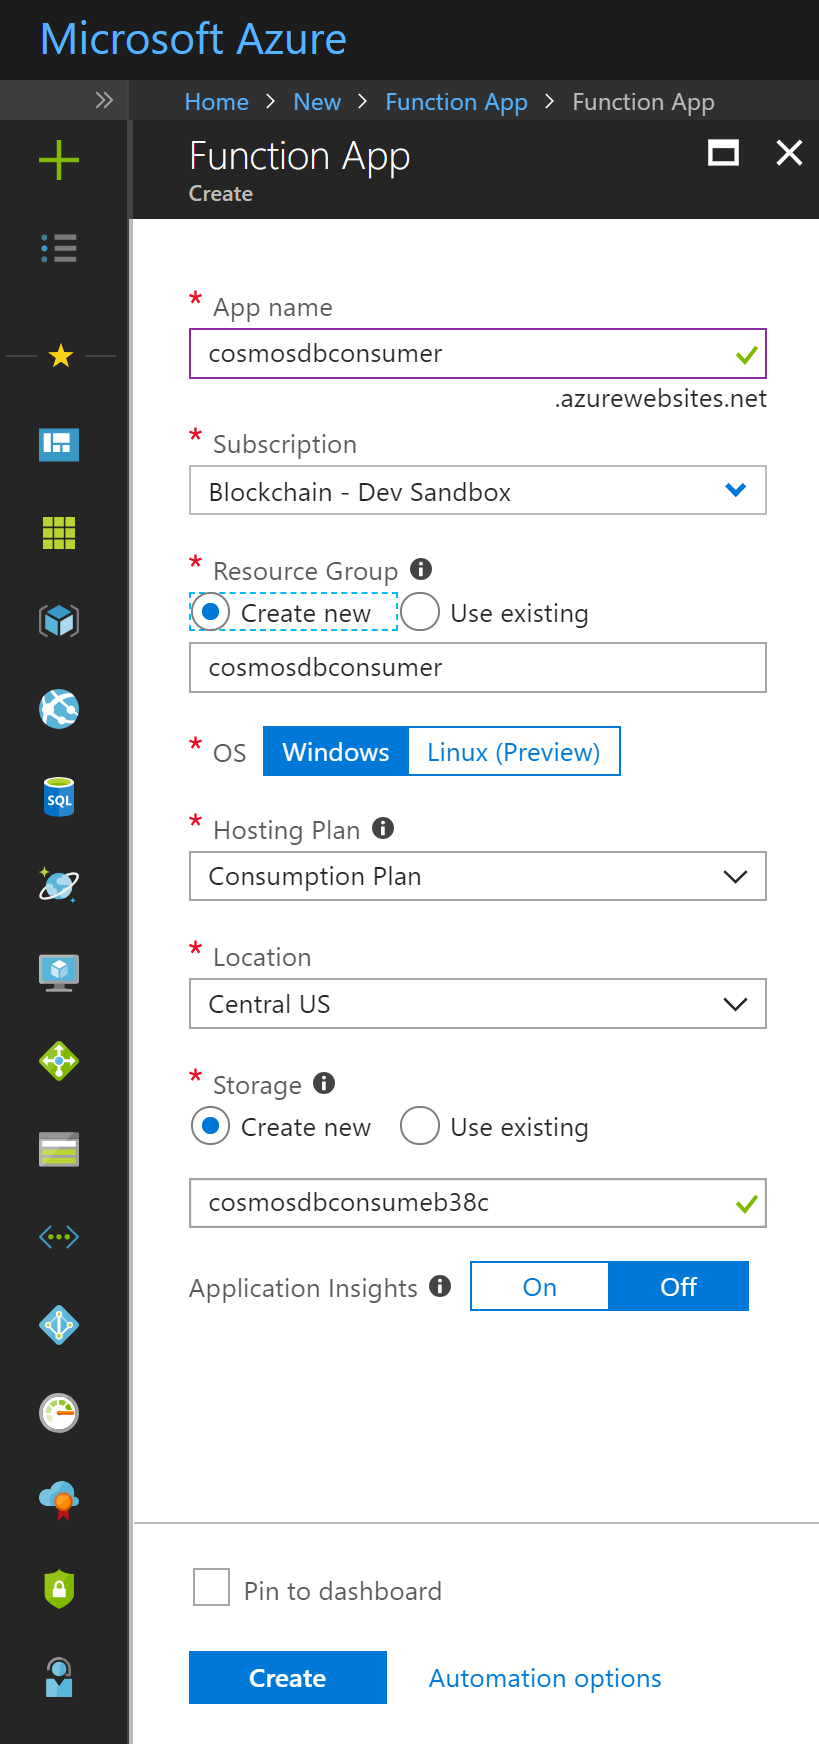 Microsoft Azure
Home > New > Function App > Function App
Function App
Create
* App name
cosmosdbconsumer
.azurewebsites.net
* Subscription
Blockchain - Dev Sandbox
* Resource Group
Create new Use existing
cosmosdbconsumer
* OS Windows Linux (Preview)
* Hosting Plan
Consumption Plan
* Location
Central US
* Storage
Create new Use existing
SQL
cosmosdbconsumeb38c
Application Insights On Off
Pin to dashboard
Create Automation options